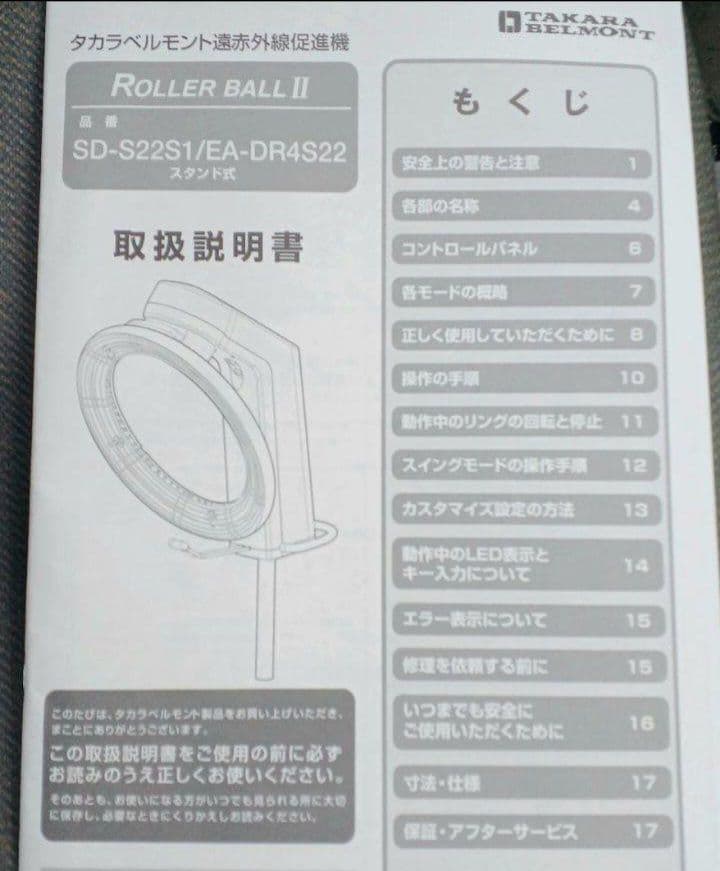 タカラベルモント遠赤外線促進機
TAKARA
BELMONT
ROLLER BALL II
品番
SD-S22S1/EA-DR4S22
スタンド式
取扱説明書
このたびは、タカラベルモント製品をお買い上げいただき、
まことにありがとうございます。
この取扱説明書をご使用の前に必ず
お読みのうえ正しくお使いください。
そのあとも、お使いになる方がいつでも見られる所に大切
に保存し、必要なときにくりかえしお読みください。
もくじ
安全上の警告と注意 1
各部の名称 4
コントロールパネル 6
各モードの概略 7
正しく使用していただくために 8
操作の手順 10
動作中のリングの回転と停止 11
スイングモードの操作手順 12
カスタマイズ設定の方法 13
動作中のLED表示と
キー入力について 14
エラー表示について 15
修理を依頼する前に 15
いつまでも安全に
ご使用いただくために 16
寸法・仕様 17
保証・アフターサービス 17